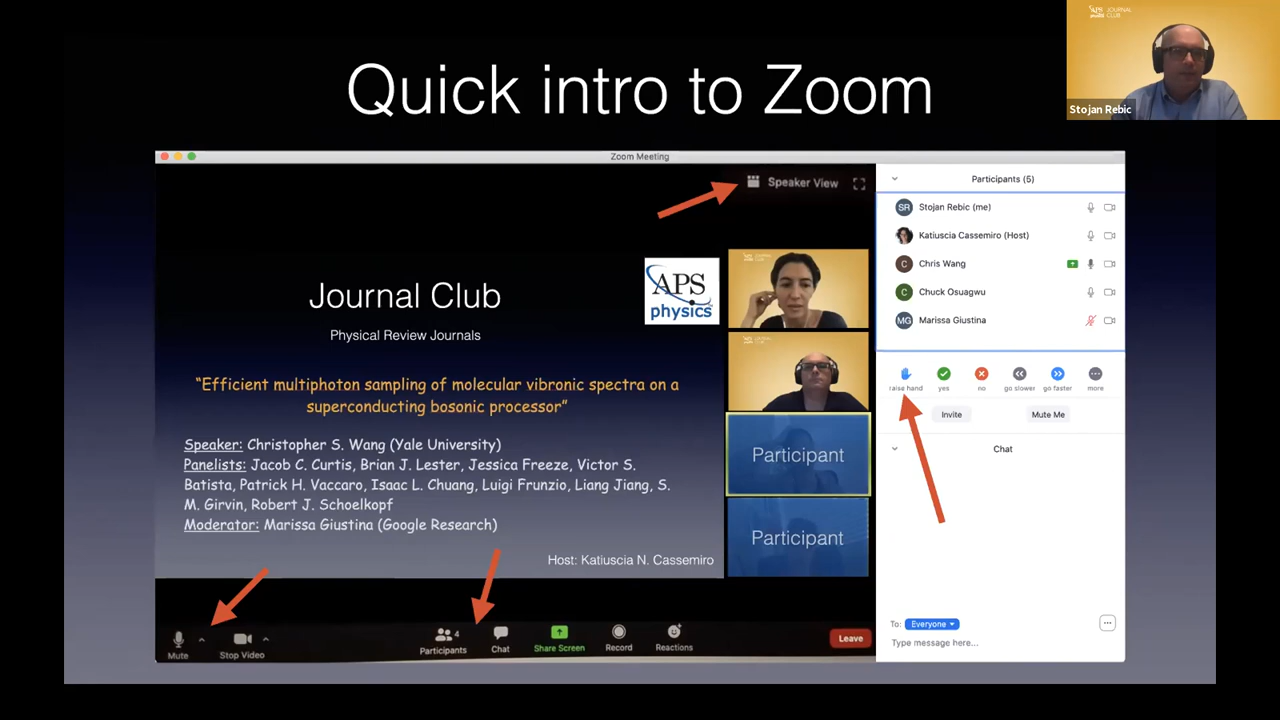 Quick intro to Zoom
APS JOURNAL
physics CLUB
Stojan Rebic
Zoom Meeting
Speaker View
Journal Club
Physical Review Journals
APS
physics
“Efficient multiphoton sampling of molecular vibronic spectra on a
superconducting bosonic processor”
Speaker: Christopher S. Wang (Yale University)
Panelists: Jacob C. Curtis, Brian J. Lester, Jessica Freeze, Victor S.
Batista, Patrick H. Vaccaro, Isaac L. Chuang, Luigi Frunzio, Liang Jiang, S.
M. Girvin, Robert J. Schoelkopf
Moderator: Marissa Giustina (Google Research)
Host: Katiuscia N. Cassemiro
Participant
Participant
Mute
Stop Video
4
Participants
Chat
Share Screen
Record
Reactions
Leave
Participants (5)
SR Stojan Rebic (me)
Katiuscia Cassemiro (Host)
C Chris Wang
C Chuck Osuagwu
MG Marissa Giustina
raise hand yes no go slower go faster more
Invite Mute Me
Chat
To: Everyone
Type message here...